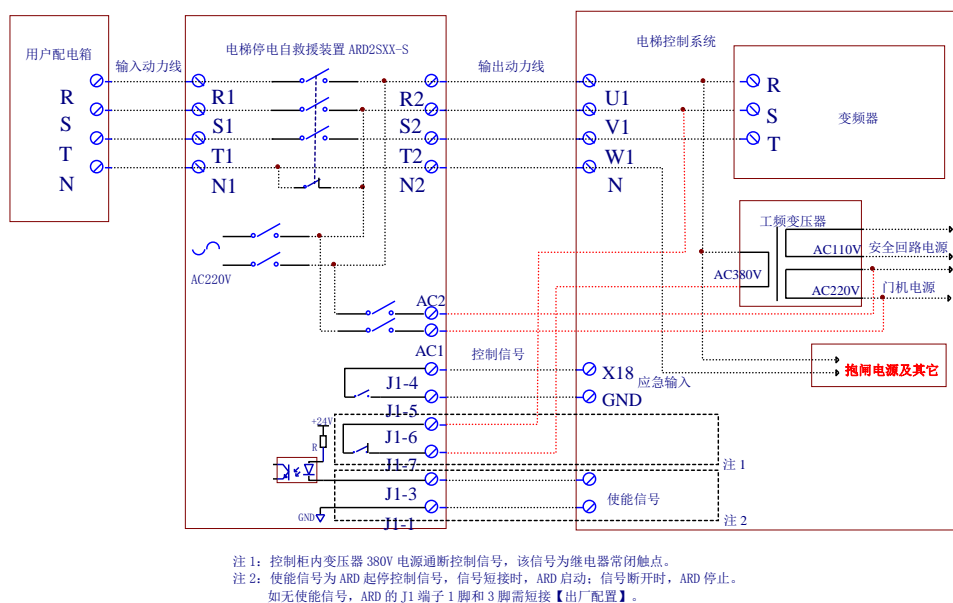 用户配电箱
R
S
T
N
输入动力线
电梯停电自救援装置 ARD2SXX-S
R1
S1
T1
N1
R2
S2
T2
N2
AC220V
AC2
AC1
J1-4
J1-5
J1-6
J1-7
J1-3
J1-1
+24V
R
GND
输出动力线
控制信号
电梯控制系统
U1
V1
W1
N
R
S
T
变频器
工频变压器
AC380V
AC110V
AC220V
安全回路电源
门机电源
抱闸电源及其它
X18
应急输入
GND
注 1
使能信号
注 2
注 1：控制柜内变压器 380V 电源通断控制信号，该信号为继电器常闭触点。
注 2：使能信号为 ARD 起停控制信号，信号短接时，ARD 启动；信号断开时，ARD 停止。
如无使能信号，ARD 的 J1 端子 1 脚和 3 脚需短接【出厂配置】。